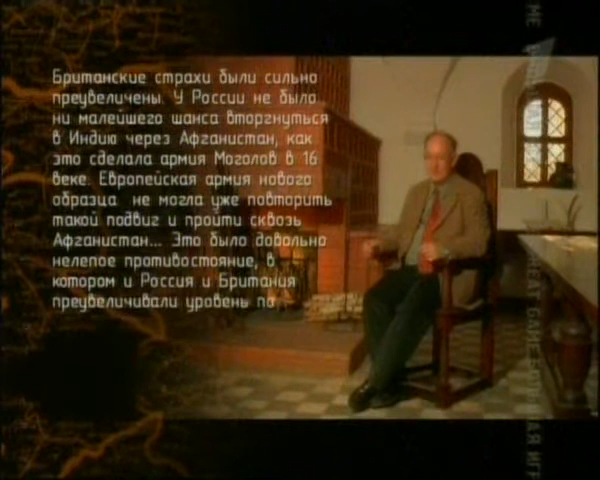 Британские страхи были сильно
преувеличены. У России не было
ни малейшего шанса вторгнуться
в Индию через Афганистан, как
это сделала армия Моголов в 16
веке. Европейская армия нового
образца не могла уже повторить
такой подвиг и пройти сквозь
Афганистан... Это было довольно
нелепое противостояние, в
котором и Россия и Британия
преувеличивали уровень по